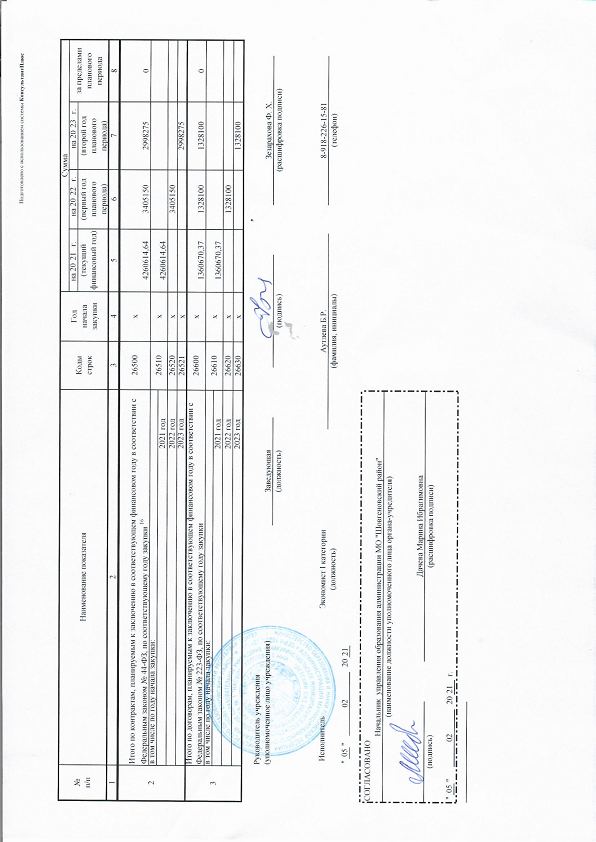 Подготовлено с использованием системы КонсультантПлюс
№ п/п
Наименование показателя
Коды строк
Год начала закупки
Сумма
на 20 21 г. (текущий финансовый год)
на 20 22 г. (первый год планового периода)
на 20 23 г. (второй год планового периода)
за пределами планового периода
1 2 3 4 5 6 7 8
2
Итого по контрактам, планируемым к заключению в соответствующем финансовом году в соответствии с
Федеральным законом № 44-ФЗ, по соответствующему году закупки 16
26500 х 4260614,64 3405150 2998275 0
в том числе по году начала закупки:
2021 год 26510 х 4260614,64
2022 год 26520 х 3405150
2023 год 26521 х 2998275
3
Итого по договорам, планируемым к заключению в соответствующем финансовом году в соответствии с
Федеральным законом № 223-ФЗ, по соответствующему году закупки
26600 х 1360670,37 1328100 1328100 0
в том числе по году начала закупки:
2021 год 26610 х 1360670,37
2022 год 26620 х 1328100
2023 год 26630 х 1328100
Руководитель учреждения
(уполномоченное лицо учреждения)
Заведующая
(должность)
(подпись)
Зезарахова Ф. Х.
(расшифровка подписи)
Исполнитель
Экономист I категории
(должность)
Аутлева Б.Р.
(фамилия, инициалы)
8-918-226-15-81
(телефон)
" 05 " 02 20 21
СОГЛАСОВАНО
Начальник управления образования администрации МО "Шовгеновский район"
(наименование должности уполномоченного лица органа-учредителя)
(подпись)
Дачева Марина Ибрагимовна
(расшифровка подписи)
" 05 " 02 20 21 г.